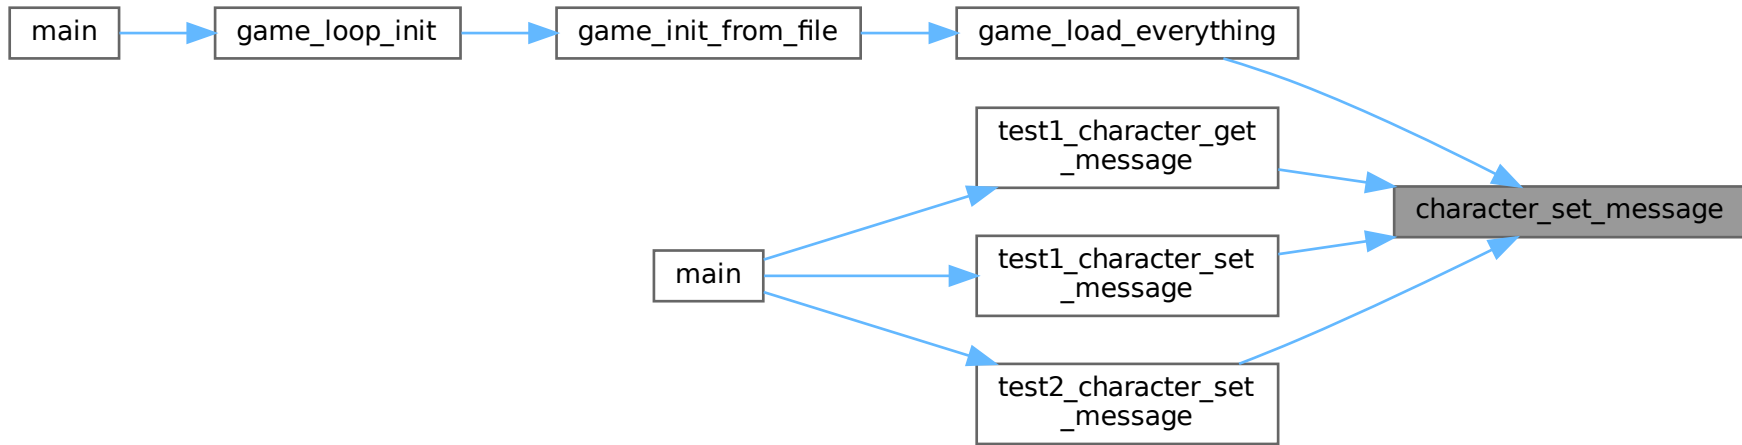 main
game_loop_init
game_init_from_file
game_load_everything
test1_character_get
_message
character_set_message
test1_character_set
_message
main
test2_character_set
_message